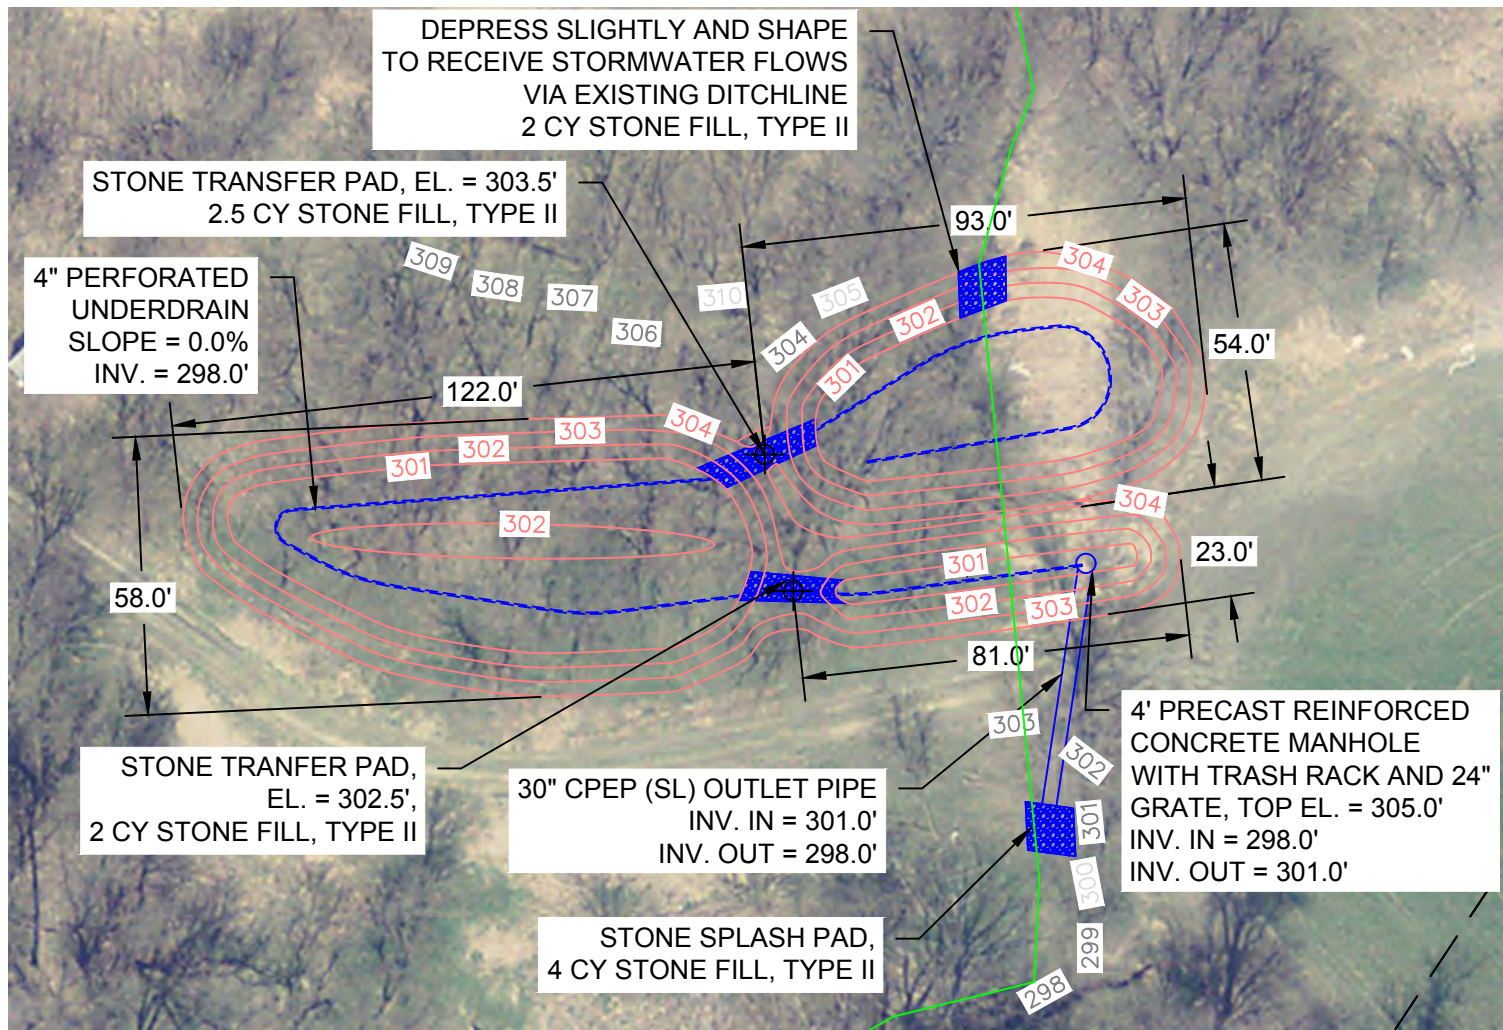 DEPRESS SLIGHTLY AND SHAPE
TO RECEIVE STORMWATER FLOWS
VIA EXISTING DITCHLINE
2 CY STONE FILL, TYPE II
STONE TRANSFER PAD, EL. = 303.5'
2.5 CY STONE FILL, TYPE II
93.0'
4" PERFORATED
UNDERDRAIN
SLOPE = 0.0%
INV. = 298.0'
309
308
307
306
310
305
304
304
303
302
301
54.0'
122.0'
304
303
302
301
302
304
23.0'
301
302
303
58.0'
81.0'
STONE TRANFER PAD,
EL. = 302.5',
2 CY STONE FILL, TYPE II
30" CPEP (SL) OUTLET PIPE
INV. IN = 301.0'
INV. OUT = 298.0'
303
302
301
300
299
298
4' PRECAST REINFORCED
CONCRETE MANHOLE
WITH TRASH RACK AND 24"
GRATE, TOP EL. = 305.0'
INV. IN = 298.0'
INV. OUT = 301.0'
STONE SPLASH PAD,
4 CY STONE FILL, TYPE II